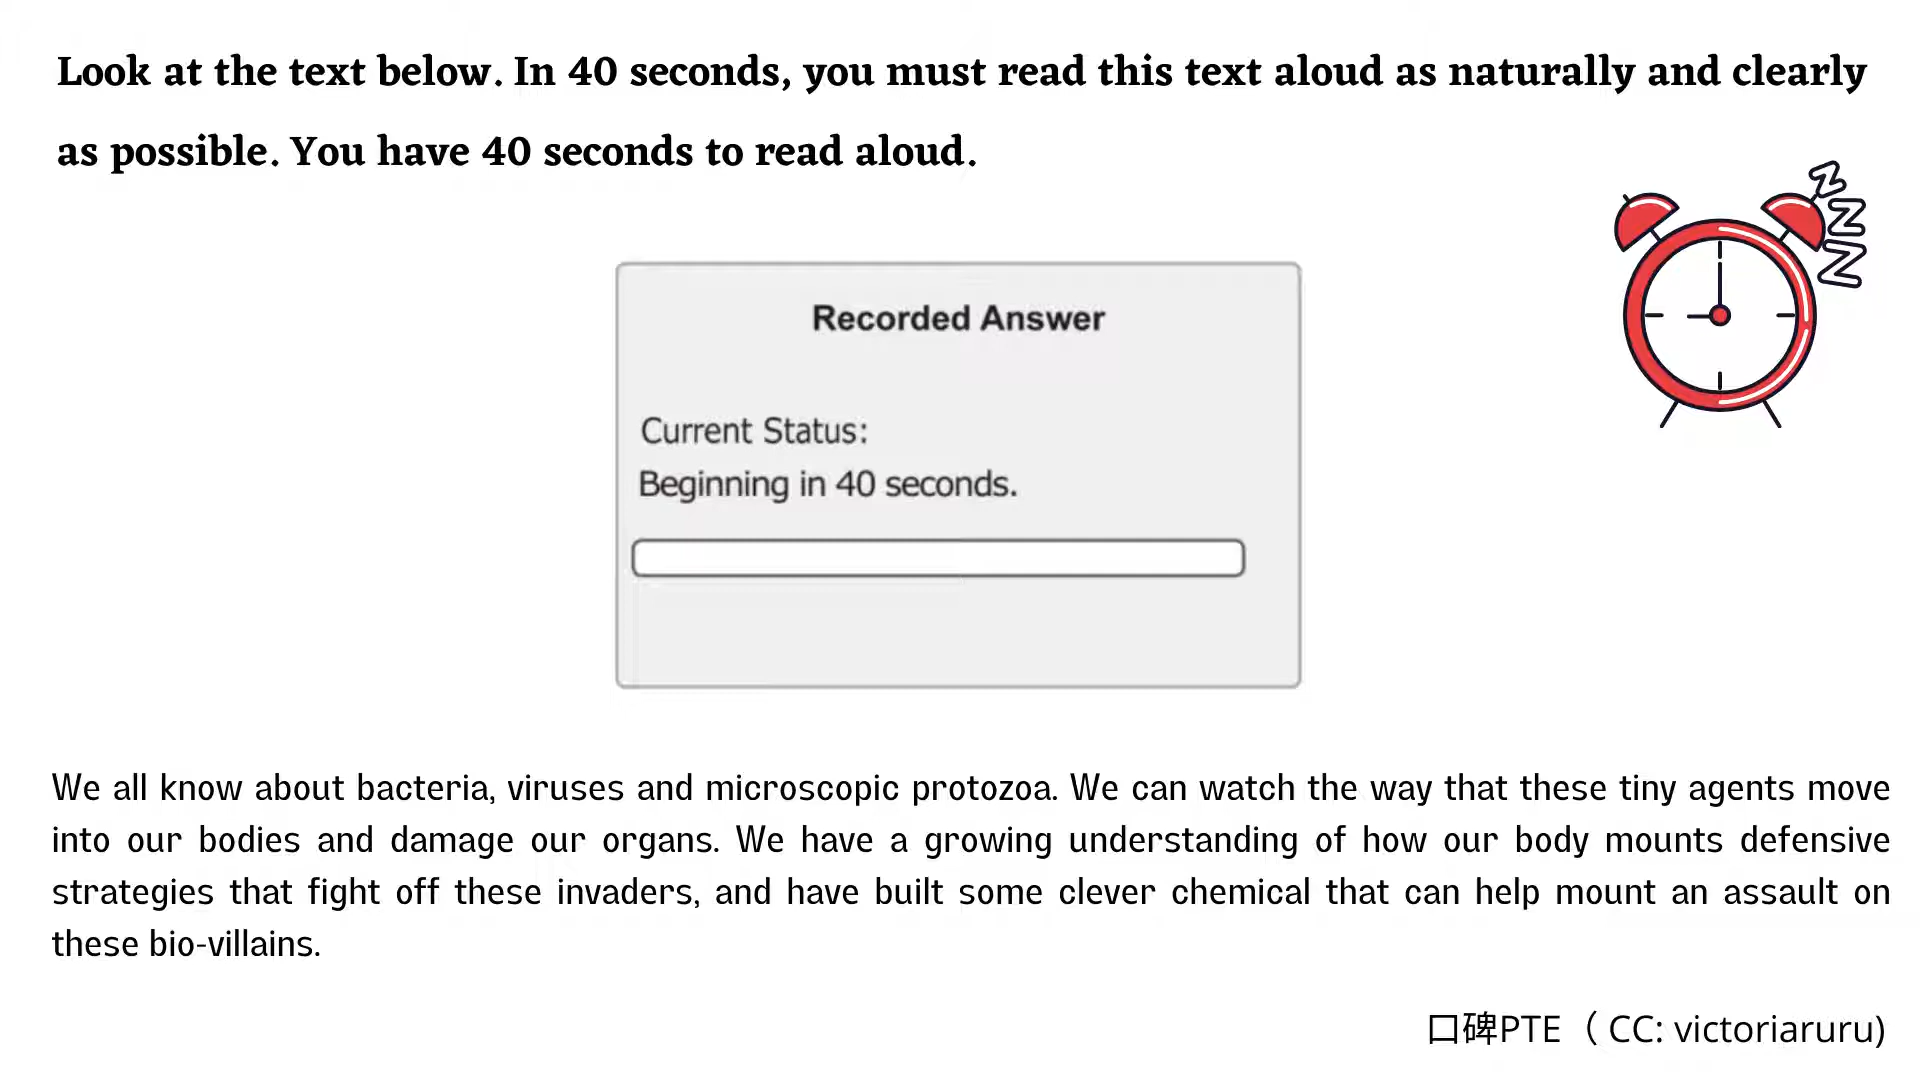 Look at the text below. In 40 seconds, you must read this text aloud as naturally and clearly
as possible. You have 40 seconds to read aloud.
Recorded Answer
Current Status:
Beginning in 40 seconds.
We all know about bacteria, viruses and microscopic protozoa. We can watch the way that these tiny agents move
into our bodies and damage our organs. We have a growing understanding of how our body mounts defensive
strategies that fight off these invaders, and have built some clever chemical that can help mount an assault on
these bio-villains.
口碑PTE（ CC: victoriaruru)